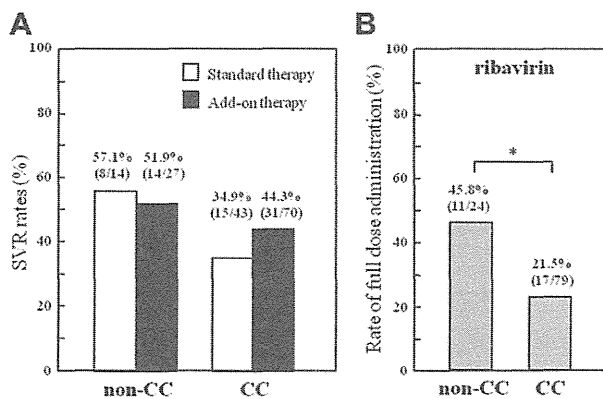 A
100
80
60
40
20
0
SVR rates (%)
Standard therapy
Add-on therapy
57.1%
(8/14)
51.9%
(14/27)
34.9%
(15/43)
44.3%
(31/70)
non-CC
CC
B
100
80
60
40
20
0
Rate of full dose administration (%)
ribavirin
*
45.8%
(11/24)
21.5%
(17/79)
non-CC
CC